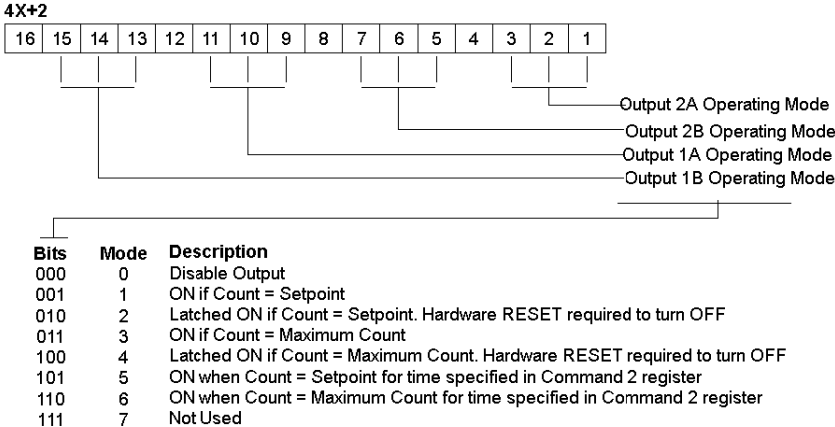 4X+2
16 15 14 13 12 11 10 9 8 7 6 5 4 3 2 1
Output 2A Operating Mode
Output 2B Operating Mode
Output 1A Operating Mode
Output 1B Operating Mode
Bits Mode Description
000 0 Disable Output
001 1 ON if Count = Setpoint
010 2 Latched ON if Count = Setpoint. Hardware RESET required to turn OFF
011 3 ON if Count = Maximum Count
100 4 Latched ON if Count = Maximum Count. Hardware RESET required to turn OFF
101 5 ON when Count = Setpoint for time specified in Command 2 register
110 6 ON when Count = Maximum Count for time specified in Command 2 register
111 7 Not Used